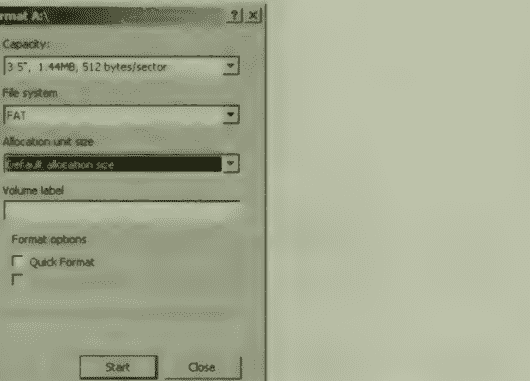 rmat A:\
Capacity:
3.5", 1.44MB, 512 bytes/sector
File system
FAT
Allocation unit size
Default allocation size
Volume label
Format options
Quick Format
Start
Close